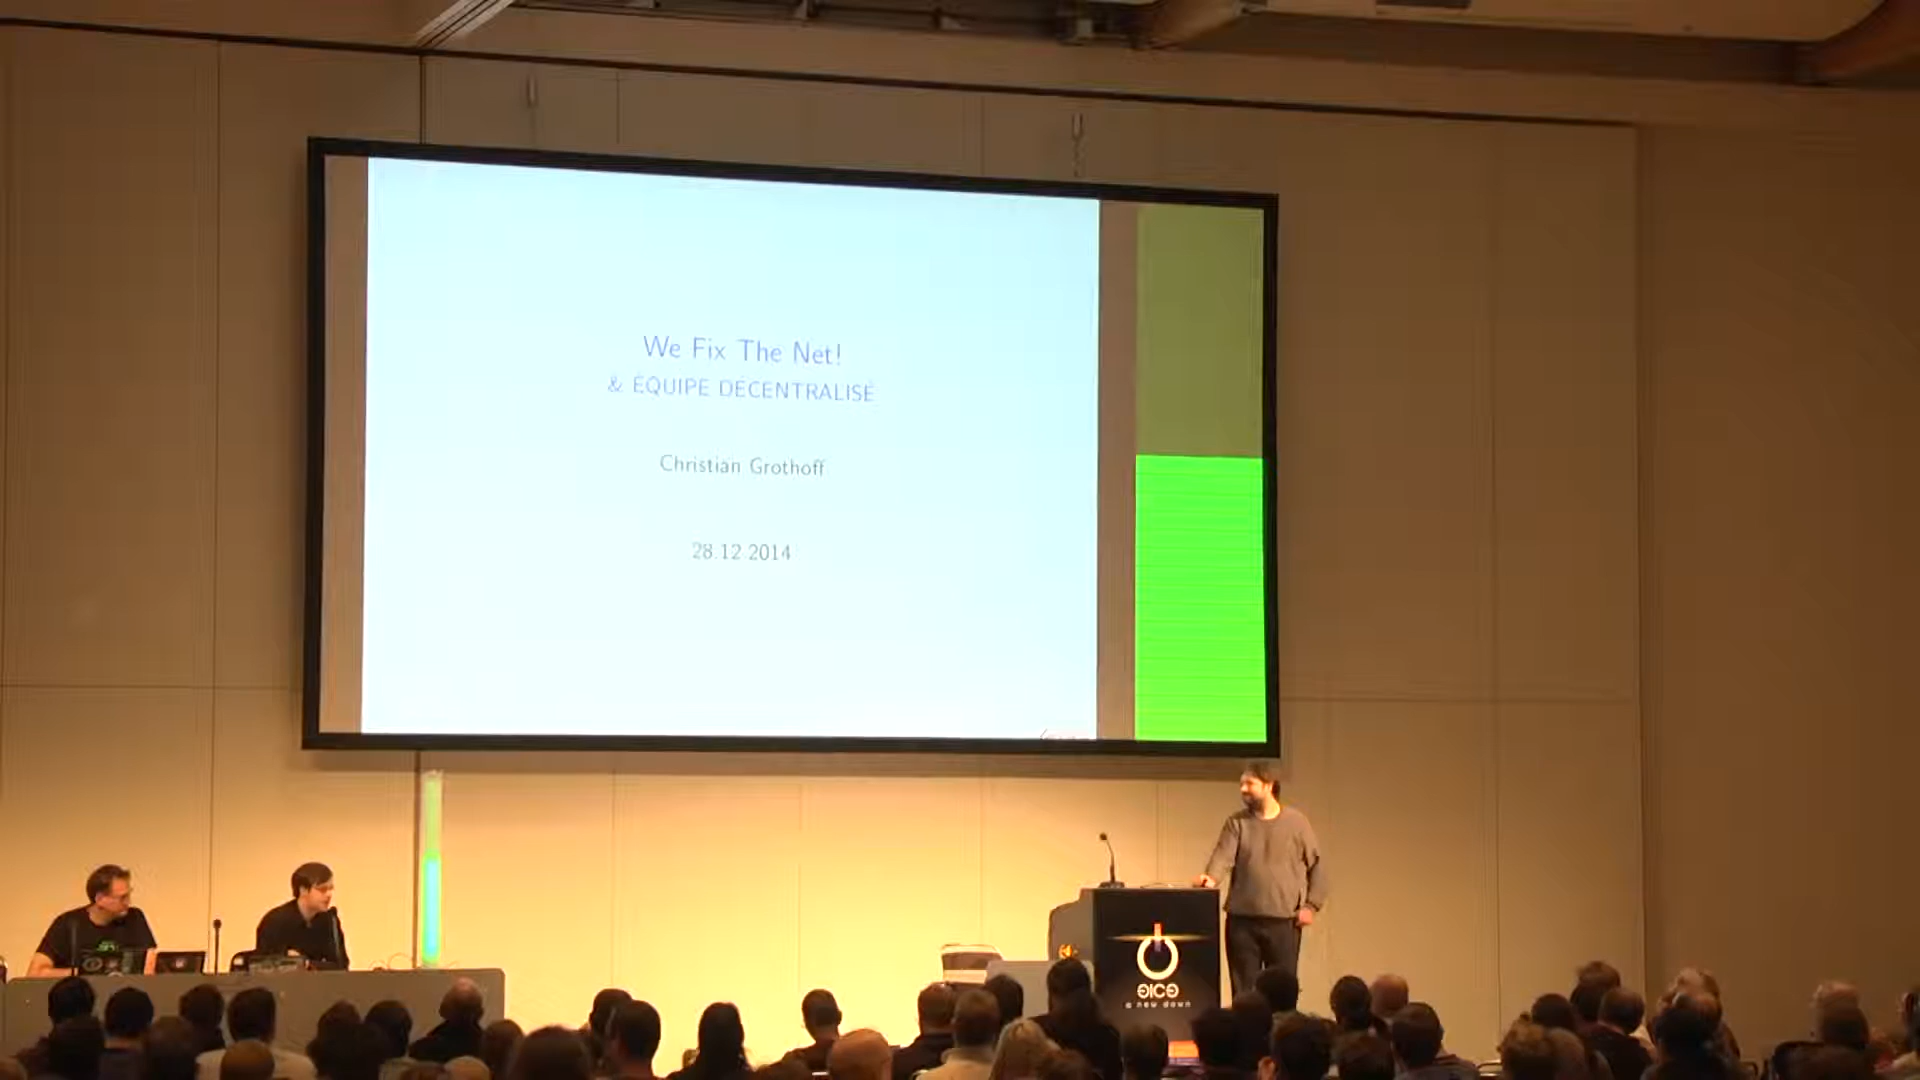 We Fix The Net!
& ÉQUIPE DÉCENTRALISÉ
Christian Grothoff
28.12.2014
a new dawn